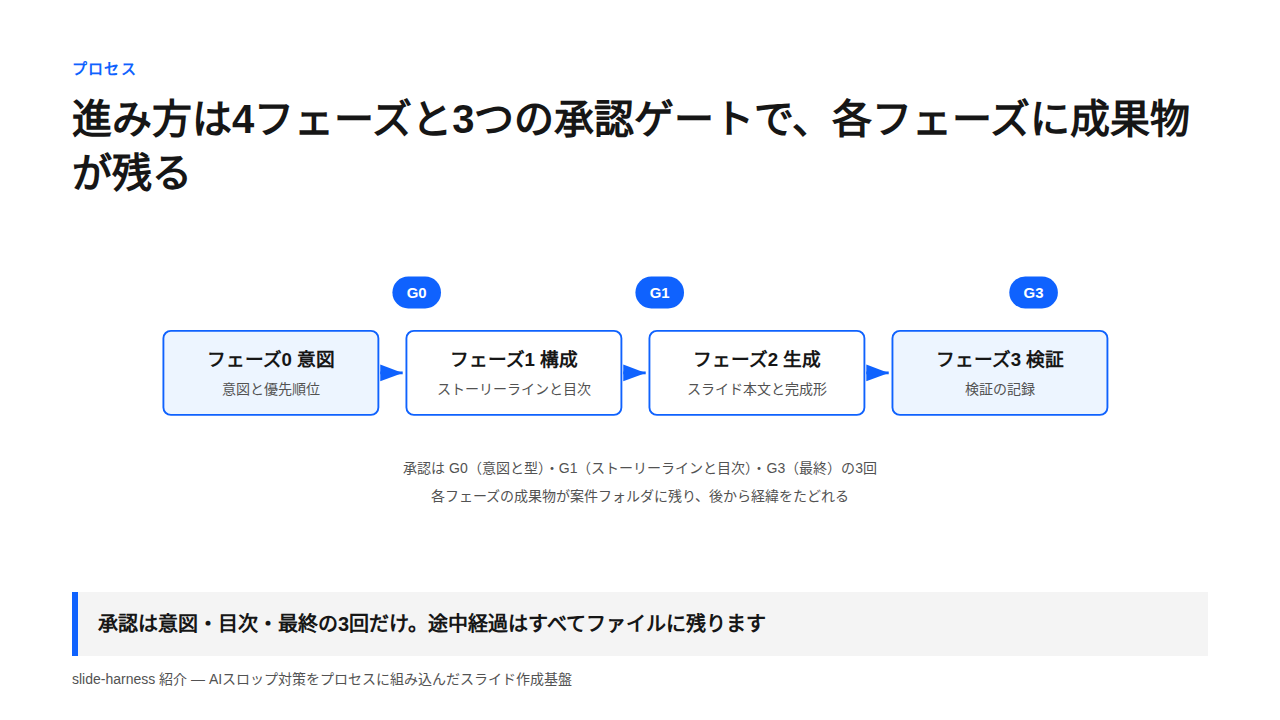 プロセス
進み方は4フェーズと3つの承認ゲートで、各フェーズに成果物
が残る
G0
G1
G3
フェーズ0 意図
意図と優先順位
フェーズ1 構成
ストーリーラインと目次
フェーズ2 生成
スライド本文と完成形
フェーズ3 検証
検証の記録
承認は G0（意図と型）・G1（ストーリーラインと目次）・G3（最終）の3回
各フェーズの成果物が案件フォルダに残り、後から経緯をたどれる
承認は意図・目次・最終の3回だけ。途中経過はすべてファイルに残ります
slide-harness 紹介 — AIスロップ対策をプロセスに組み込んだスライド作成基盤